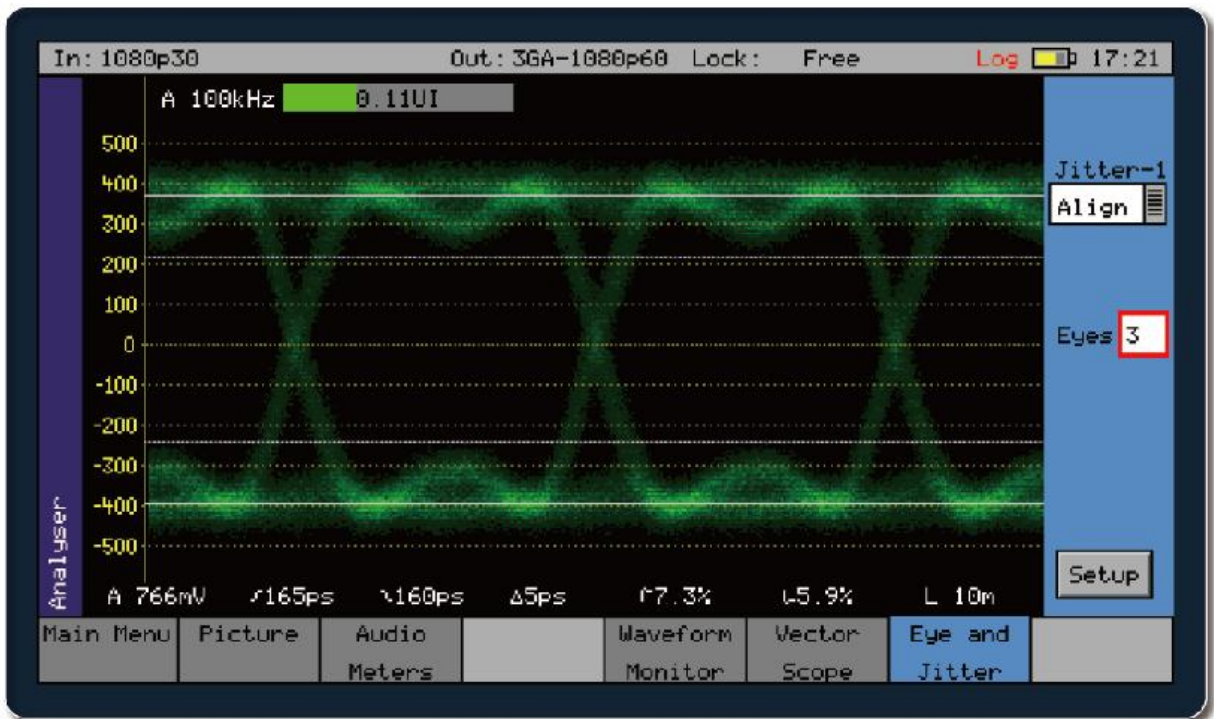 In: 1080p30 Out: 3GA-1080p60 Lock: Free Log 17:21
A 100kHz 0.11UI
500
400
300
200
100
0
-100
-200
-300
-400
-500
Analyser
Jitter-1
Align
Eyes 3
Setup
A 766mV 165ps 160ps Δ5ps 7.3% 5.9% L 10m
Main Menu Picture Audio Meters Waveform Monitor Vector Scope Eye and Jitter